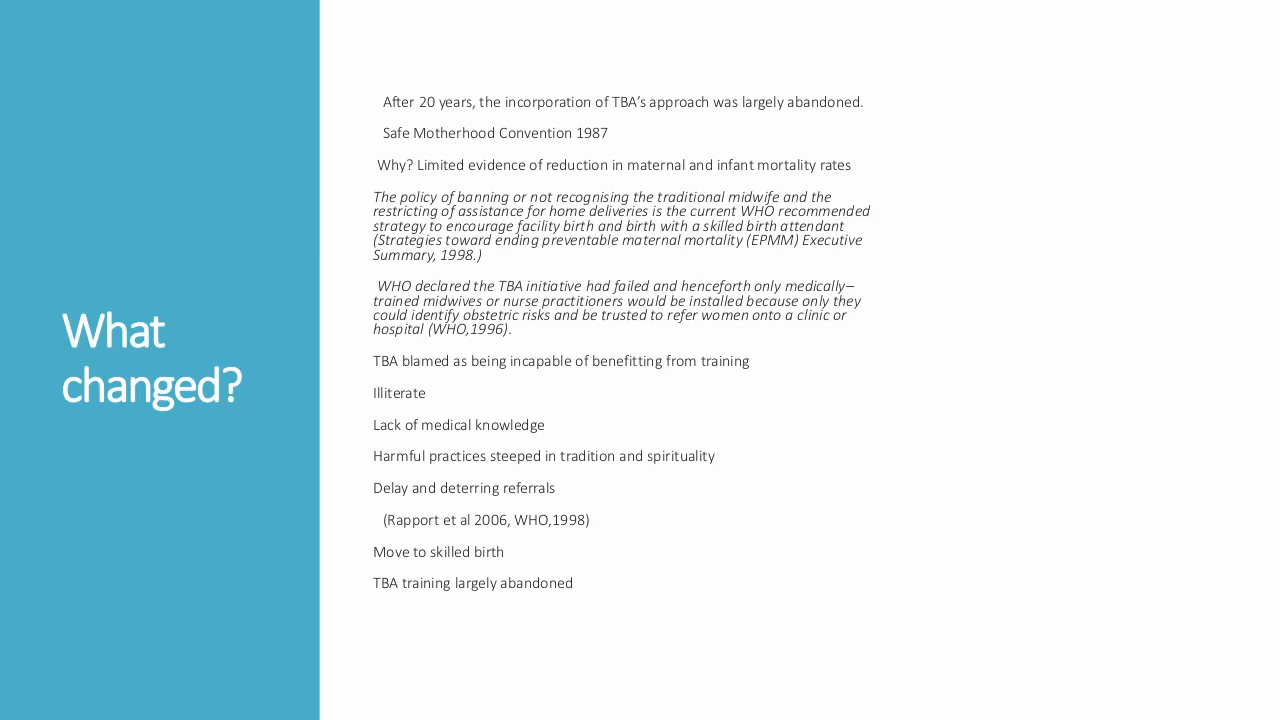 What
changed?
After 20 years, the incorporation of TBA’s approach was largely abandoned.
Safe Motherhood Convention 1987
Why? Limited evidence of reduction in maternal and infant mortality rates
The policy of banning or not recognising the traditional midwife and the
restricting of assistance for home deliveries is the current WHO recommended
strategy to encourage facility birth and birth with a skilled birth attendant
(Strategies toward ending preventable maternal mortality (EPMM) Executive
Summary, 1998.)
WHO declared the TBA initiative had failed and henceforth only medically–
trained midwives or nurse practitioners would be installed because only they
could identify obstetric risks and be trusted to refer women onto a clinic or
hospital (WHO,1996).
TBA blamed as being incapable of benefitting from training
Illiterate
Lack of medical knowledge
Harmful practices steeped in tradition and spirituality
Delay and deterring referrals
(Rapport et al 2006, WHO,1998)
Move to skilled birth
TBA training largely abandoned